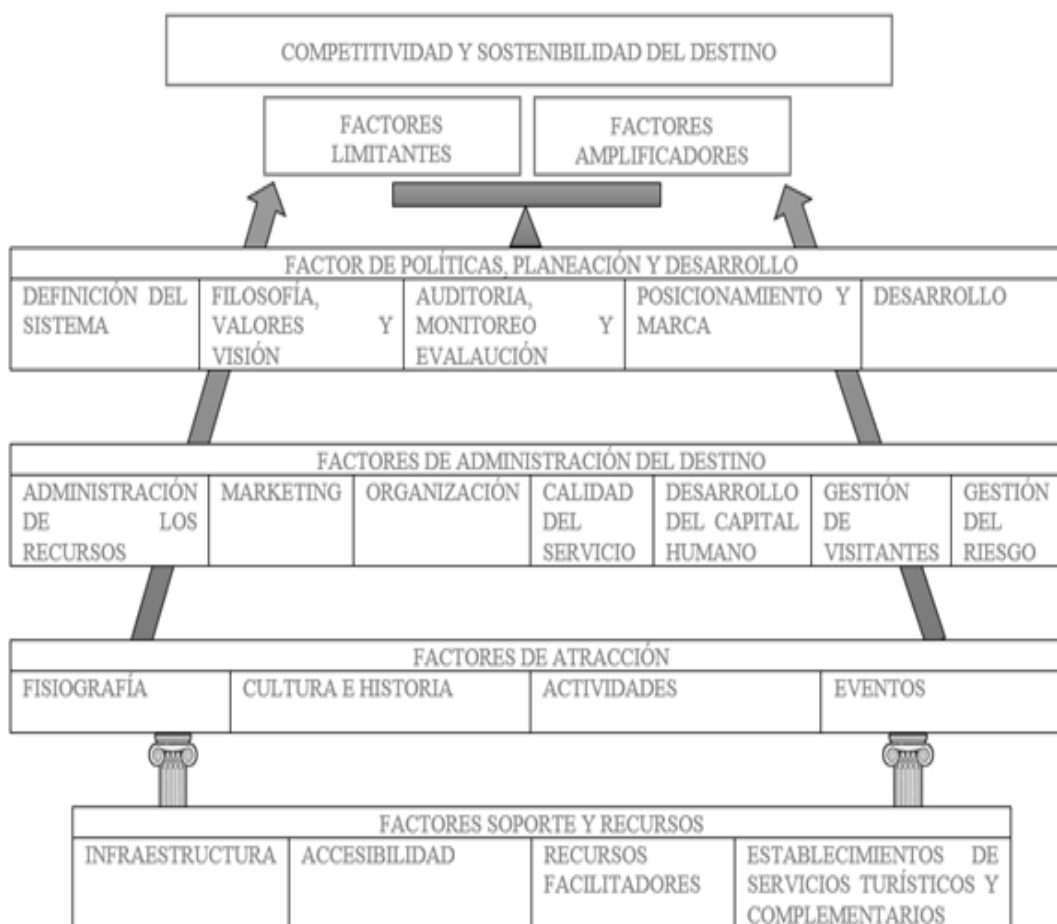 COMPETITIVIDAD Y SOSTENIBILIDAD DEL DESTINO
FACTORES
LIMITANTES
FACTORES
AMPLIFICADORES
FACTOR DE POLÍTICAS, PLANEACIÓN Y DESARROLLO
DEFINICIÓN DEL
SISTEMA
FILOSOFÍA,
VALORES Y
VISIÓN
AUDITORIA,
MONITOREO Y
EVALAUCIÓN
POSICIONAMIENTO Y
MARCA
DESARROLLO
FACTORES DE ADMINISTRACIÓN DEL DESTINO
ADMINISTRACIÓN
DE LOS
RECURSOS
MARKETING
ORGANIZACIÓN
CALIDAD
DEL
SERVICIO
DESARROLLO
DEL CAPITAL
HUMANO
GESTIÓN
DE
VISITANTES
GESTIÓN
DEL
RIESGO
FACTORES DE ATRACCIÓN
FISIOGRAFÍA
CULTURA E HISTORIA
ACTIVIDADES
EVENTOS
FACTORES SOPORTE Y RECURSOS
INFRAESTRUCTURA
ACCESIBILIDAD
RECURSOS
FACILITADORES
ESTABLECIMIENTOS DE
SERVICIOS TURÍSTICOS Y
COMPLEMENTARIOS